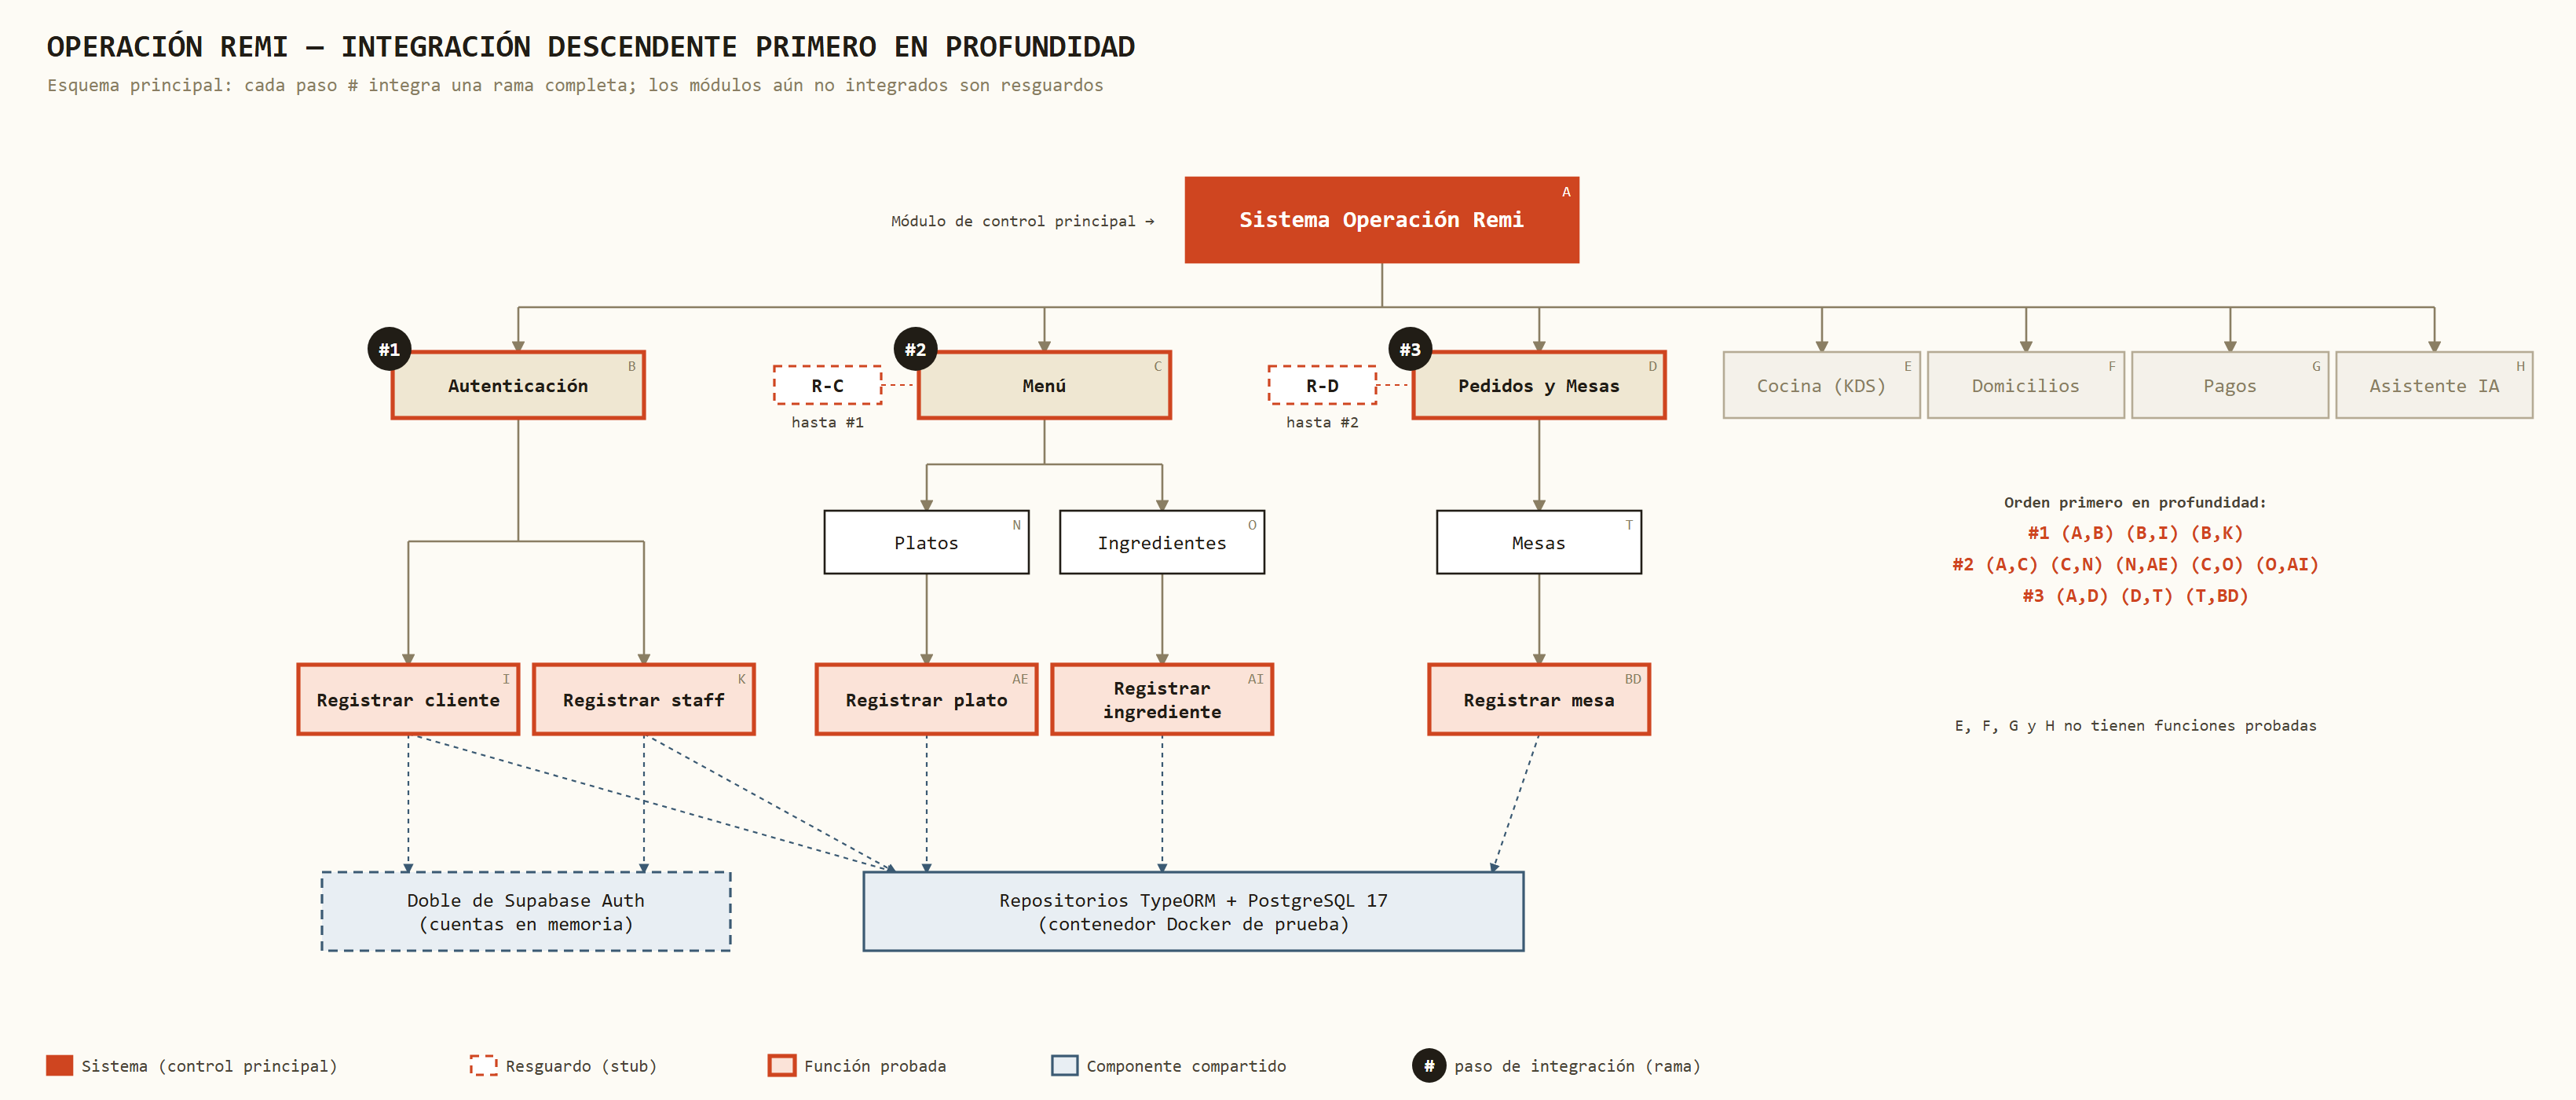 OPERACIÓN REMI — INTEGRACIÓN DESCENDENTE PRIMERO EN PROFUNDIDAD
Esquema principal: cada paso # integra una rama completa; los módulos aún no integrados son resguardos
A
Módulo de control principal →
Sistema Operación Remi
#1
B
Autenticación
R-C
hasta #1
#2
C
Menú
R-D
hasta #2
#3
D
Pedidos y Mesas
E
Cocina (KDS)
F
Domicilios
G
Pagos
H
Asistente IA
N
Platos
O
Ingredientes
T
Mesas
Orden primero en profundidad:
#1 (A,B) (B,I) (B,K)
#2 (A,C) (C,N) (N,AE) (C,O) (O,AI)
#3 (A,D) (D,T) (T,BD)
I
Registrar cliente
K
Registrar staff
AE
Registrar plato
AI
Registrar
ingrediente
BD
Registrar mesa
E, F, G y H no tienen funciones probadas
Doble de Supabase Auth
(cuentas en memoria)
Repositorios TypeORM + PostgreSQL 17
(contenedor Docker de prueba)
Sistema (control principal)
Resguardo (stub)
Función probada
Componente compartido
# paso de integración (rama)